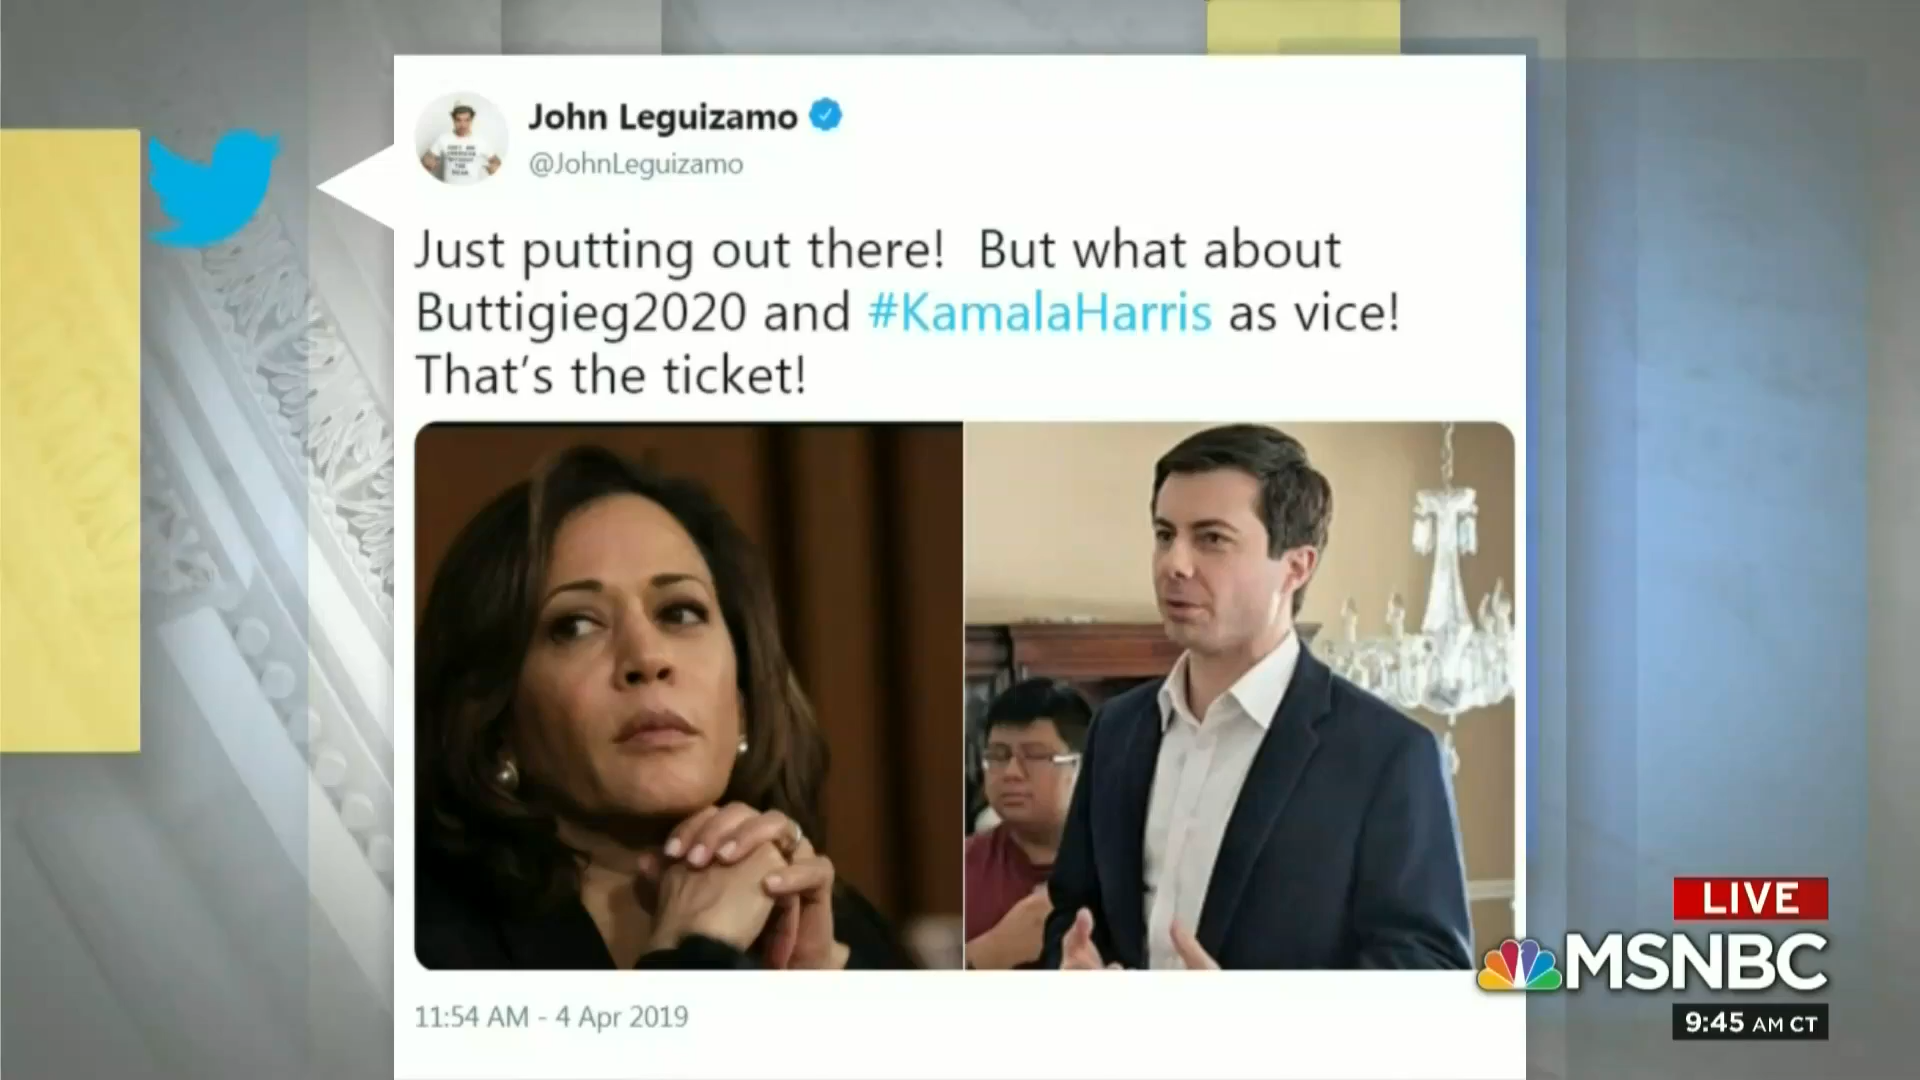 John Leguizamo
@JohnLeguizamo
Just putting out there! But what about
Buttigieg2020 and #KamalaHarris as vice!
That's the ticket!
11:54 AM - 4 Apr 2019
LIVE
MSNBC
9:45 AM CT